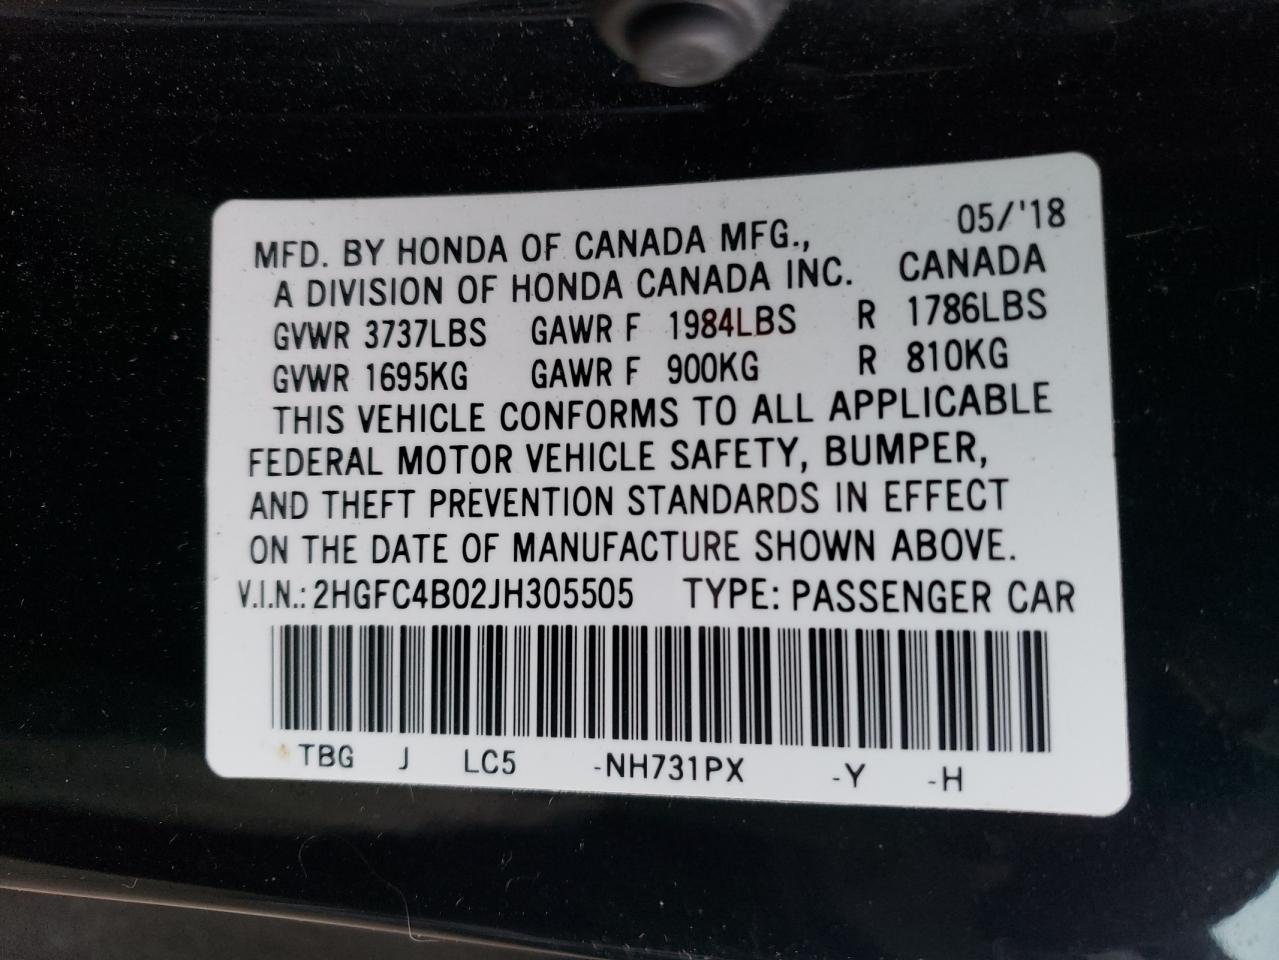 05/'18
MFD. BY HONDA OF CANADA MFG.,
A DIVISION OF HONDA CANADA INC. CANADA
GVWR 3737LBS GAWR F 1984LBS R 1786LBS
GVWR 1695KG GAWR F 900KG R 810KG
THIS VEHICLE CONFORMS TO ALL APPLICABLE
FEDERAL MOTOR VEHICLE SAFETY, BUMPER,
AND THEFT PREVENTION STANDARDS IN EFFECT
ON THE DATE OF MANUFACTURE SHOWN ABOVE.
V.I.N.: 2HGFC4B02JH305505 TYPE: PASSENGER CAR
TBG J LC5 -NH731PX -Y -H